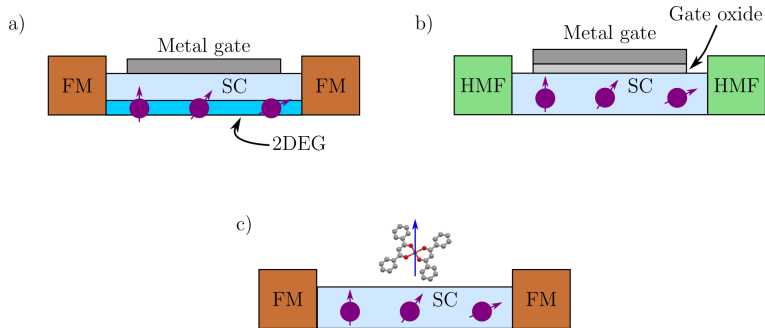 a)
Metal gate
FM
SC
FM
2DEG
b)
Gate oxide
Metal gate
HMF
SC
HMF
c)
FM
SC
FM